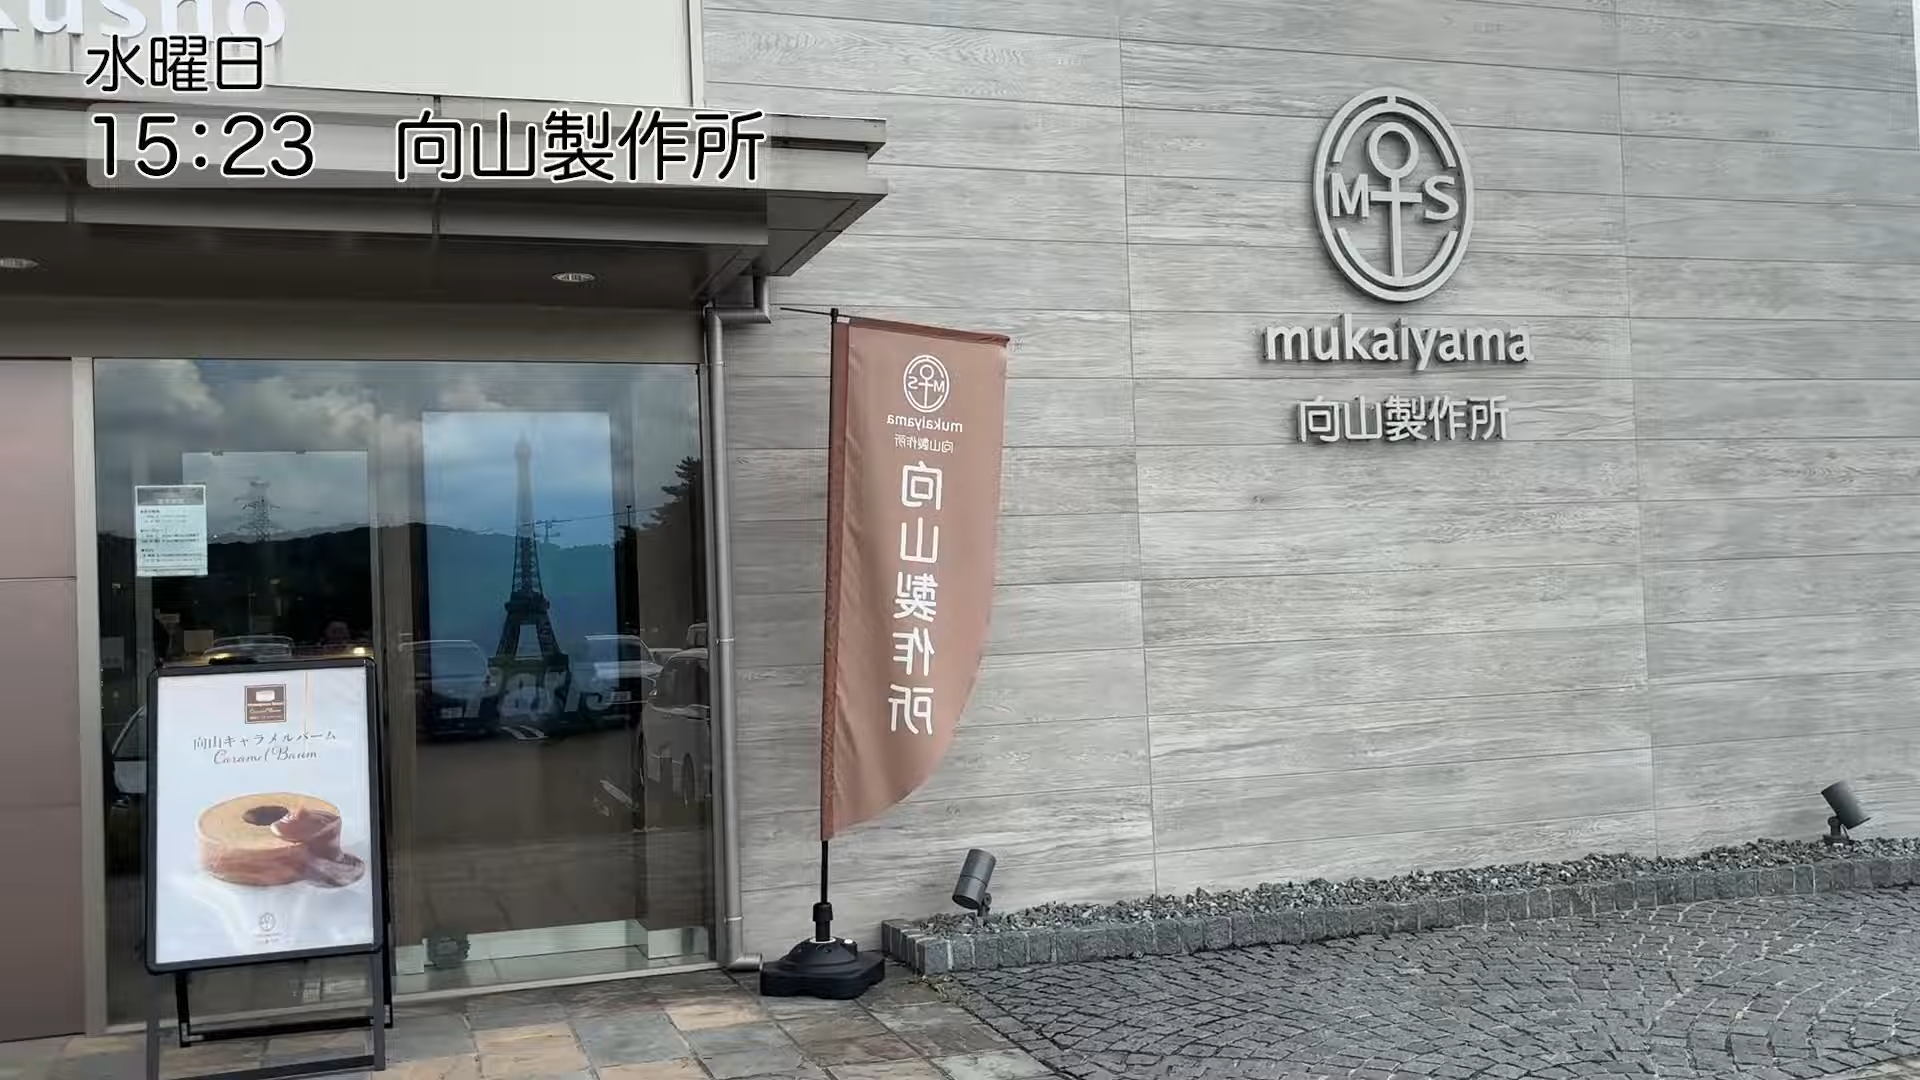 kusho
水曜日
15:23 向山製作所
M S
mukaiyama
向山製作所
M S
mukaiyama
向山製作所
向山製作所
Paris
向山キャラメルバーム
Caramel Baum